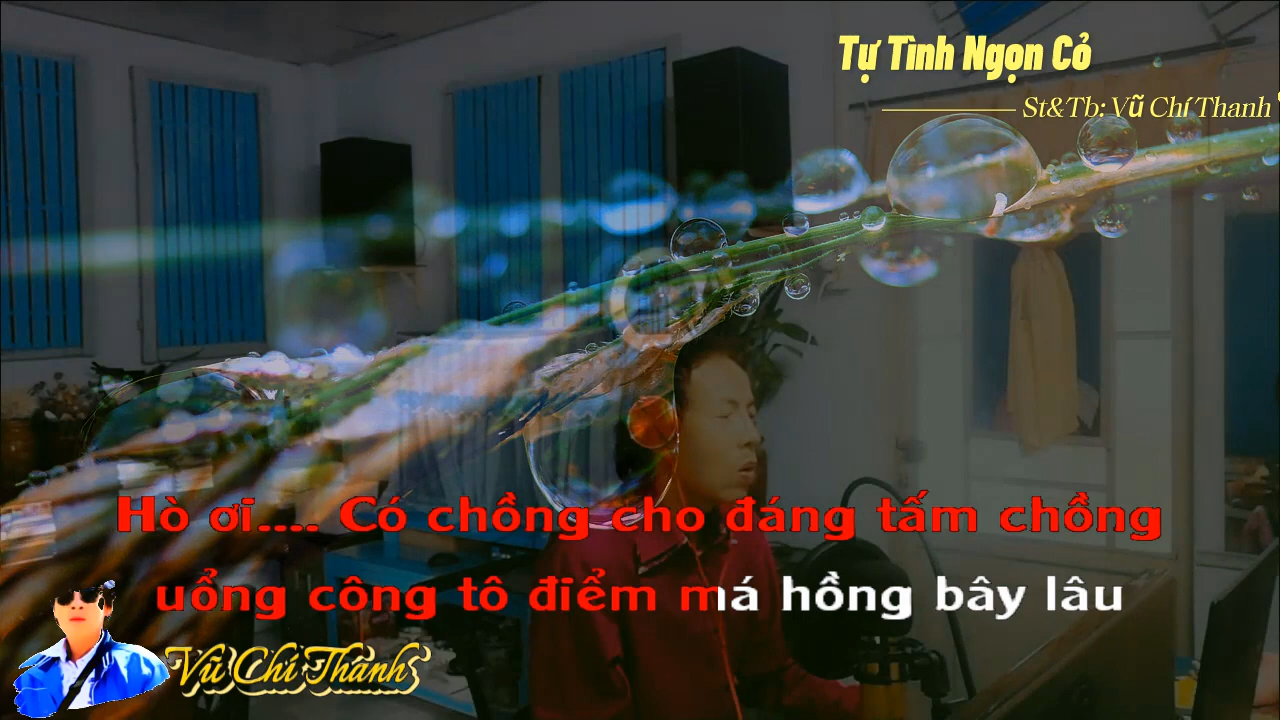 Tự Tình Ngọn Cỏ
St&Tb: Vũ Chí Thanh
Hò ơi.... Có chồng cho đáng tấm chồng
uổng công tô điểm má hồng bây lâu
Vũ Chí Thanh